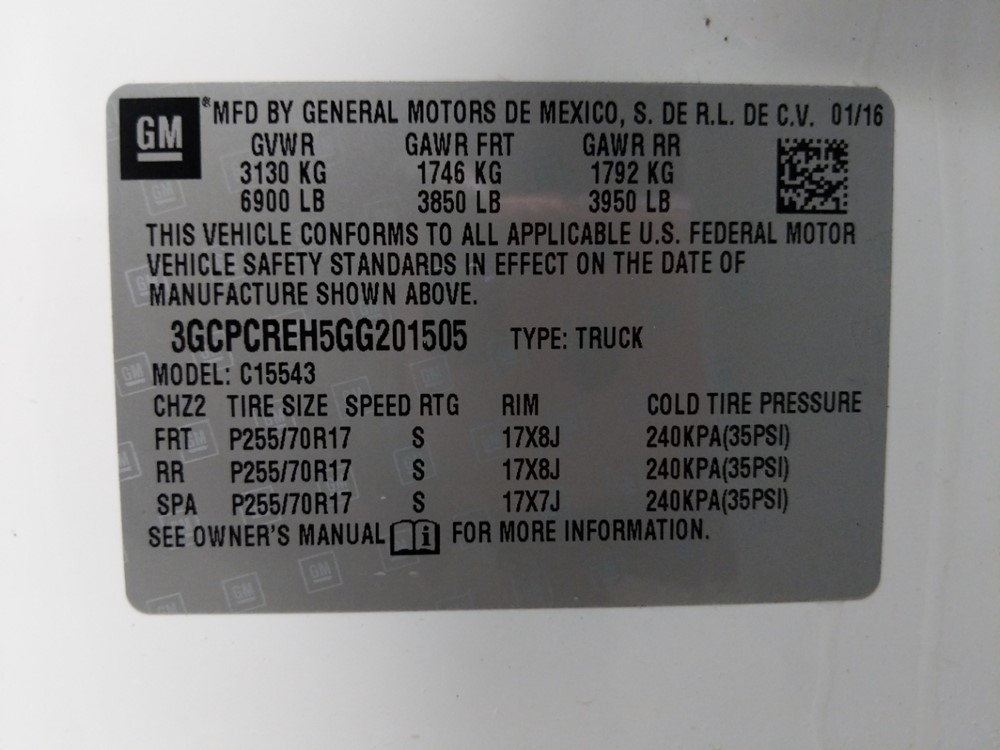 GM ® MFD BY GENERAL MOTORS DE MEXICO, S. DE R.L. DE C.V. 01/16
GVWR GAWR FRT GAWR RR
3130 KG 1746 KG 1792 KG
6900 LB 3850 LB 3950 LB
THIS VEHICLE CONFORMS TO ALL APPLICABLE U.S. FEDERAL MOTOR
VEHICLE SAFETY STANDARDS IN EFFECT ON THE DATE OF
MANUFACTURE SHOWN ABOVE.
3GCPCREH5GG201505 TYPE: TRUCK
MODEL: C15543
CHZ2 TIRE SIZE SPEED RTG RIM COLD TIRE PRESSURE
FRT P255/70R17 S 17X8J 240KPA(35PSI)
RR P255/70R17 S 17X8J 240KPA(35PSI)
SPA P255/70R17 S 17X7J 240KPA(35PSI)
SEE OWNER'S MANUAL i FOR MORE INFORMATION.